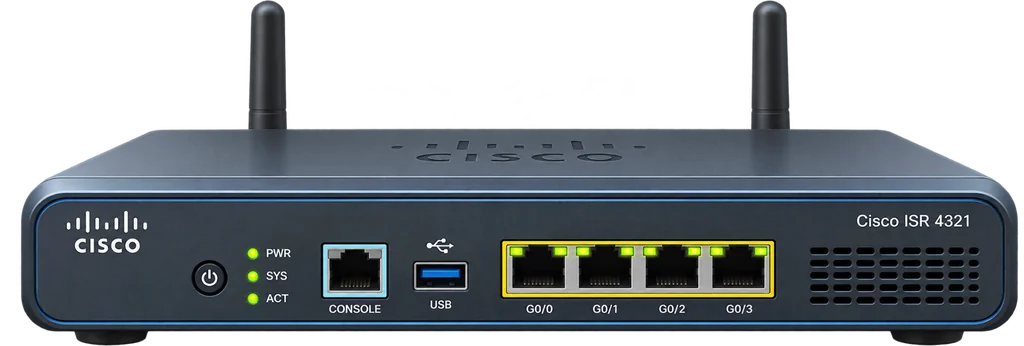 CISCO
CISCO
Cisco ISR 4321
PWR
SYS
ACT
CONSOLE
USB
G0/0
G0/1
G0/2
G0/3